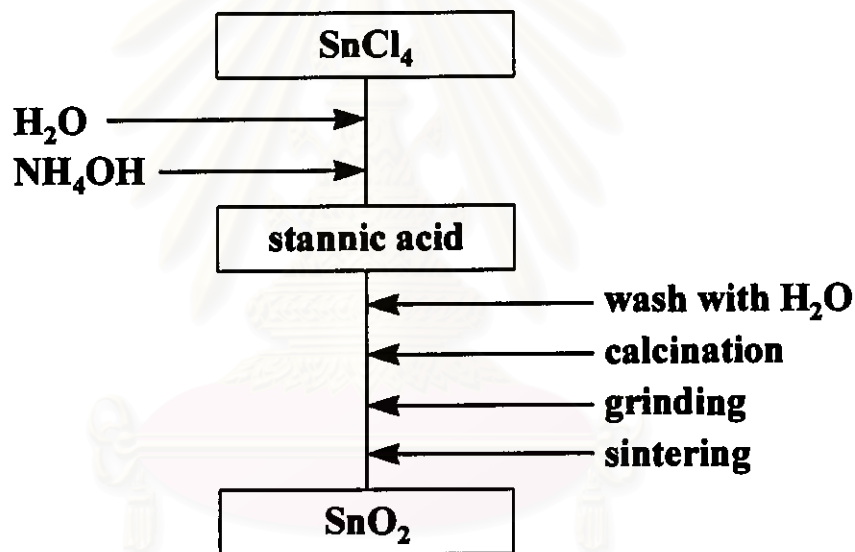 SnCl₄
H₂O
NH₄OH
stannic acid
wash with H₂O
calcination
grinding
sintering
SnO₂